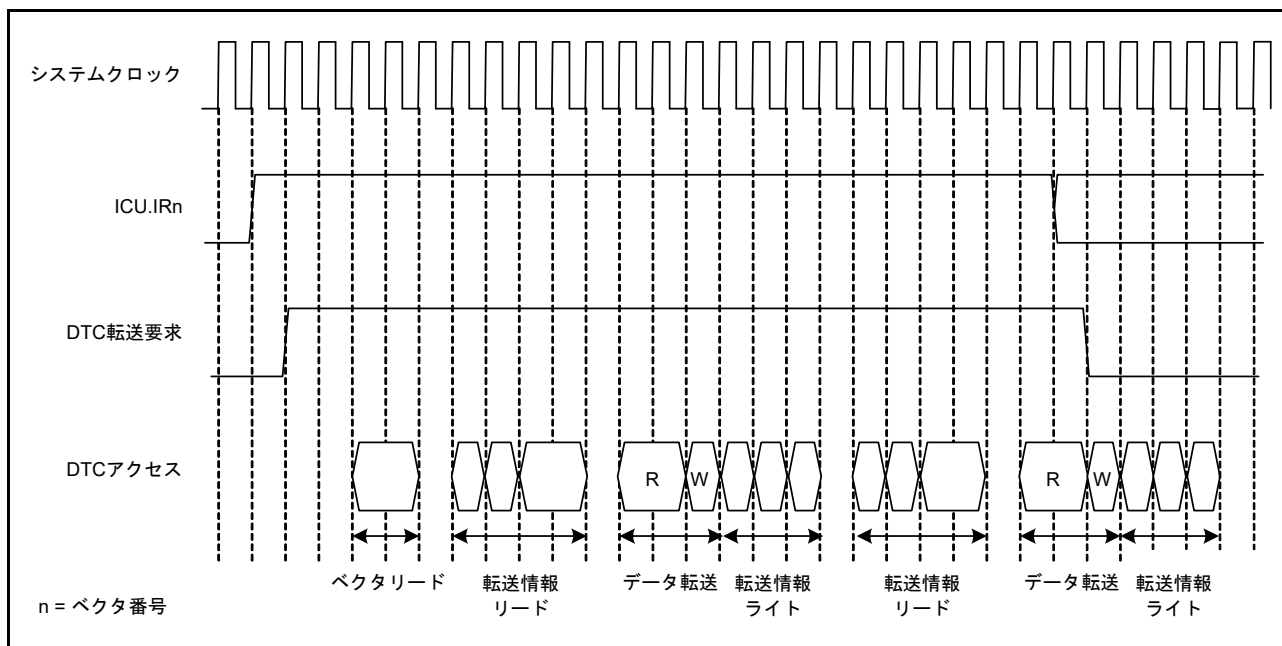 システムクロック
ICU.IRn
DTC転送要求
DTCアクセス
R
W
R
W
ベクタリード
転送情報
リード
データ転送
転送情報
ライト
転送情報
リード
データ転送
転送情報
ライト
n = ベクタ番号